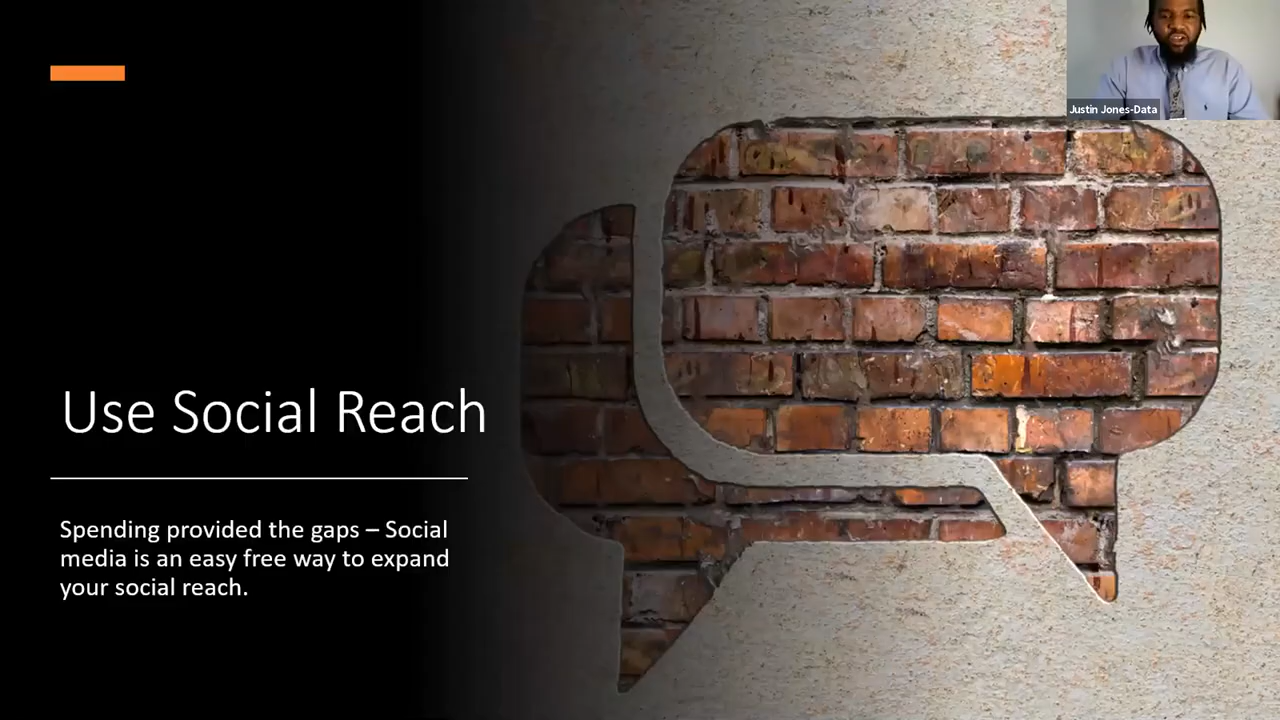 Justin Jones-Data
Use Social Reach
Spending provided the gaps – Social
media is an easy free way to expand
your social reach.